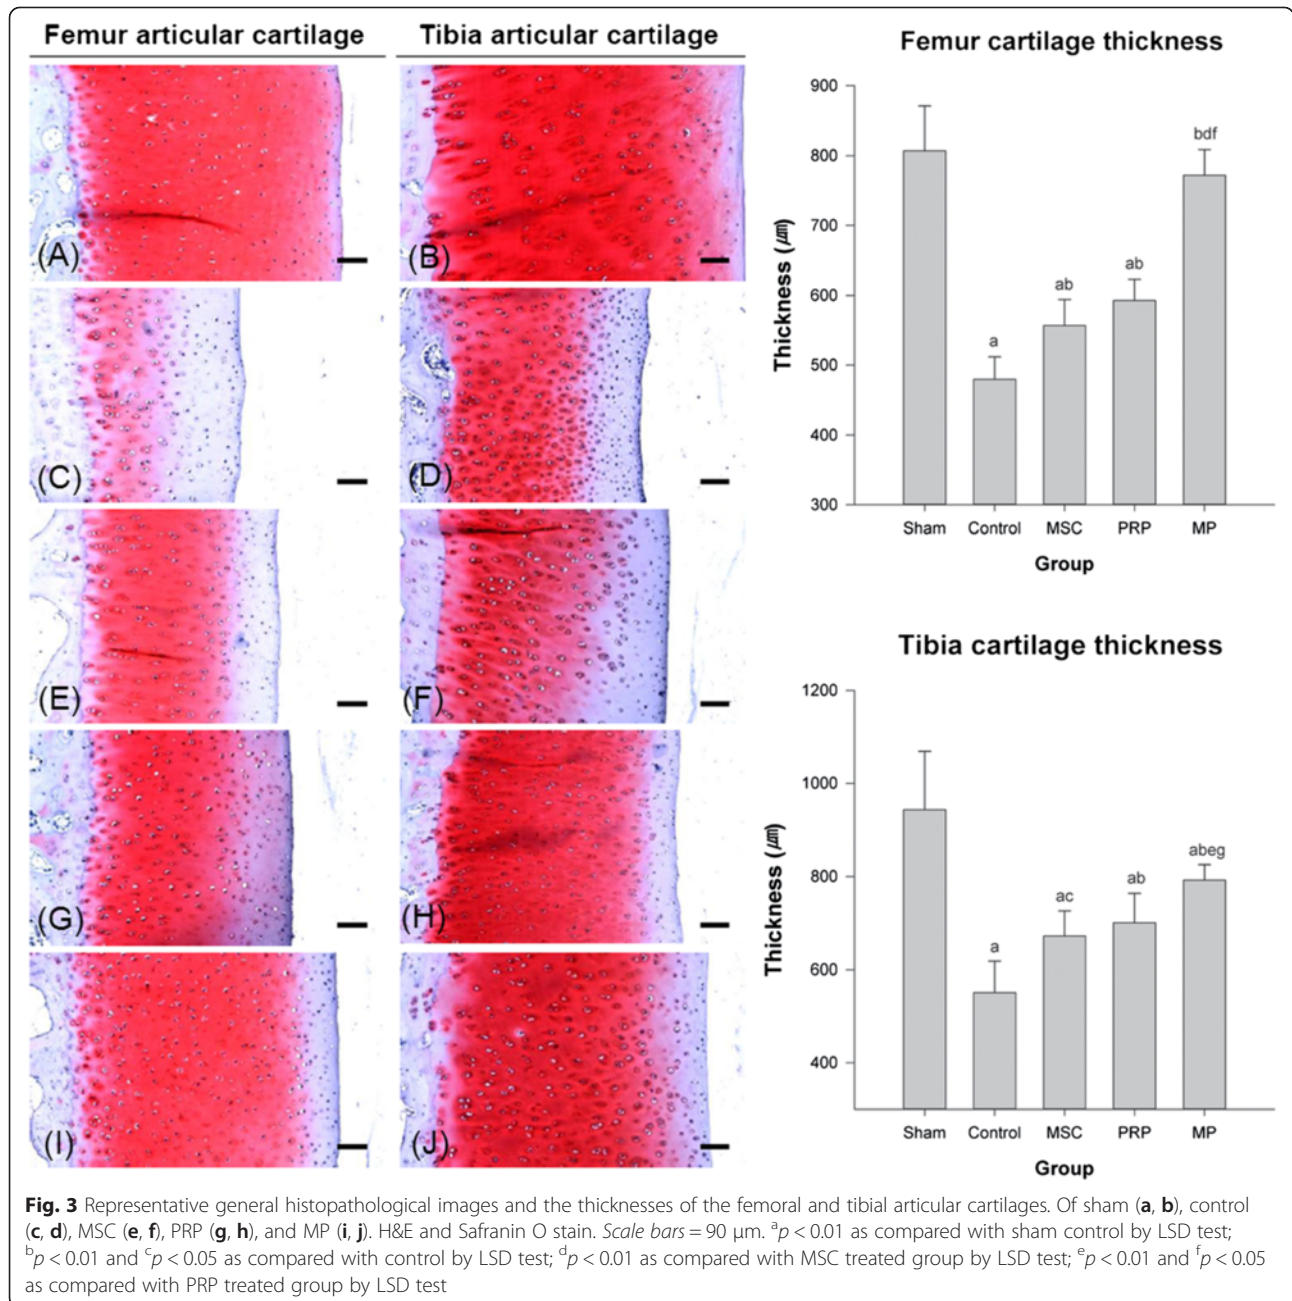 Femur articular cartilage
Tibia articular cartilage
(A)
(B)
(C)
(D)
(E)
(F)
(G)
(H)
(I)
(J)
Femur cartilage thickness
Thickness (㎛)
900
800
700
600
500
400
300
a
ab
ab
bdf
Sham Control MSC PRP MP
Group
Tibia cartilage thickness
Thickness (㎛)
1200
1000
800
600
400
a
ac
ab
abeg
Sham Control MSC PRP MP
Group
Fig. 3 Representative general histopathological images and the thicknesses of the femoral and tibial articular cartilages. Of sham (a, b), control
(c, d), MSC (e, f), PRP (g, h), and MP (i, j). H&E and Safranin O stain. Scale bars = 90 μm. ᵃp < 0.01 as compared with sham control by LSD test;
ᵇp < 0.01 and ᶜp < 0.05 as compared with control by LSD test; ᵈp < 0.01 as compared with MSC treated group by LSD test; ᵉp < 0.01 and ᶠp < 0.05
as compared with PRP treated group by LSD test